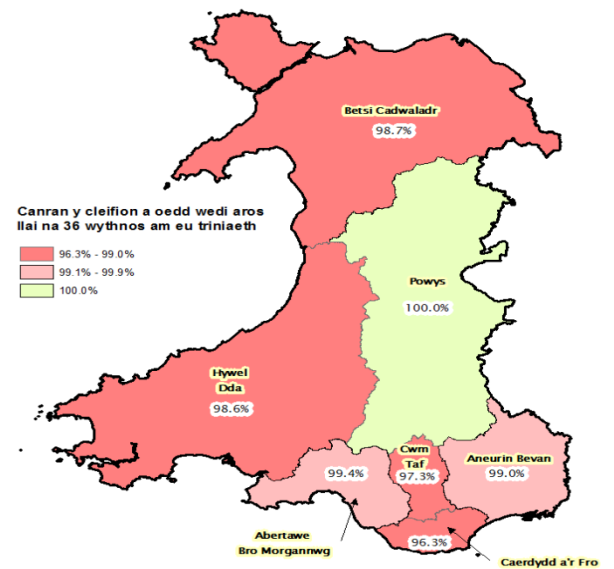 Betsi Cadwaladr
98.7%
Canran y cleifion a oedd wedi aros
llai na 36 wythnos am eu triniaeth
96.3% - 99.0%
99.1% - 99.9%
100.0%
Powys
100.0%
Hywel
Dda
98.6%
Cwm
Taf
97.3%
Aneurin Bevan
99.0%
99.4%
Abertawe
Bro Morgannwg
96.3%
Caerdydd a'r Fro